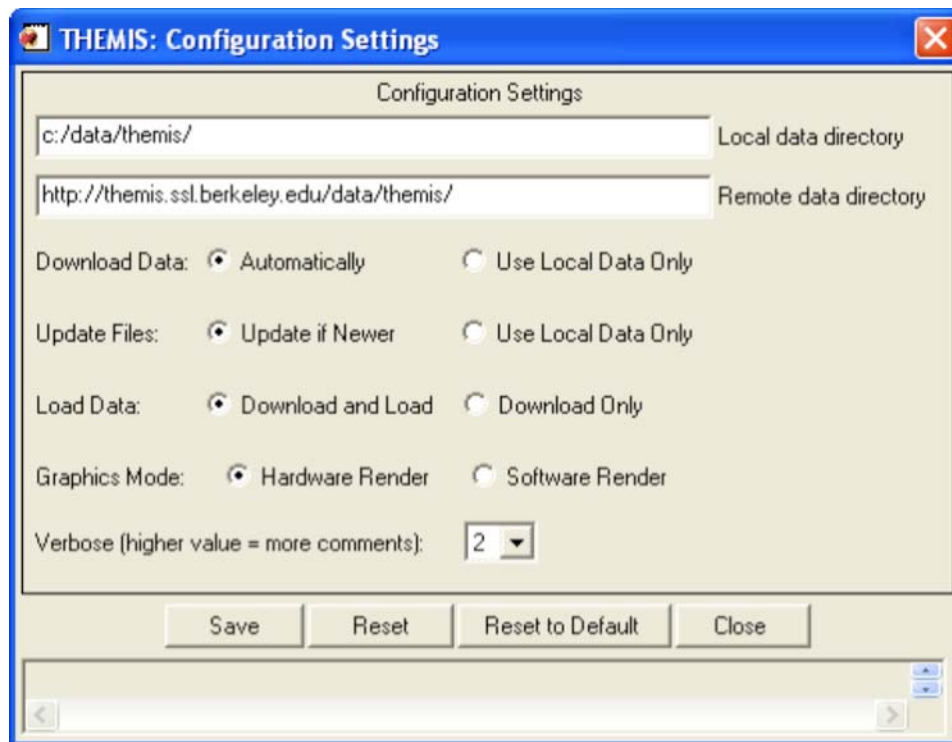 THEMIS: Configuration Settings
Configuration Settings
c:/data/themis/ Local data directory
http://themis.ssl.berkeley.edu/data/themis/ Remote data directory
Download Data: Automatically Use Local Data Only
Update Files: Update if Newer Use Local Data Only
Load Data: Download and Load Download Only
Graphics Mode: Hardware Render Software Render
Verbose (higher value = more comments): 2
Save Reset Reset to Default Close